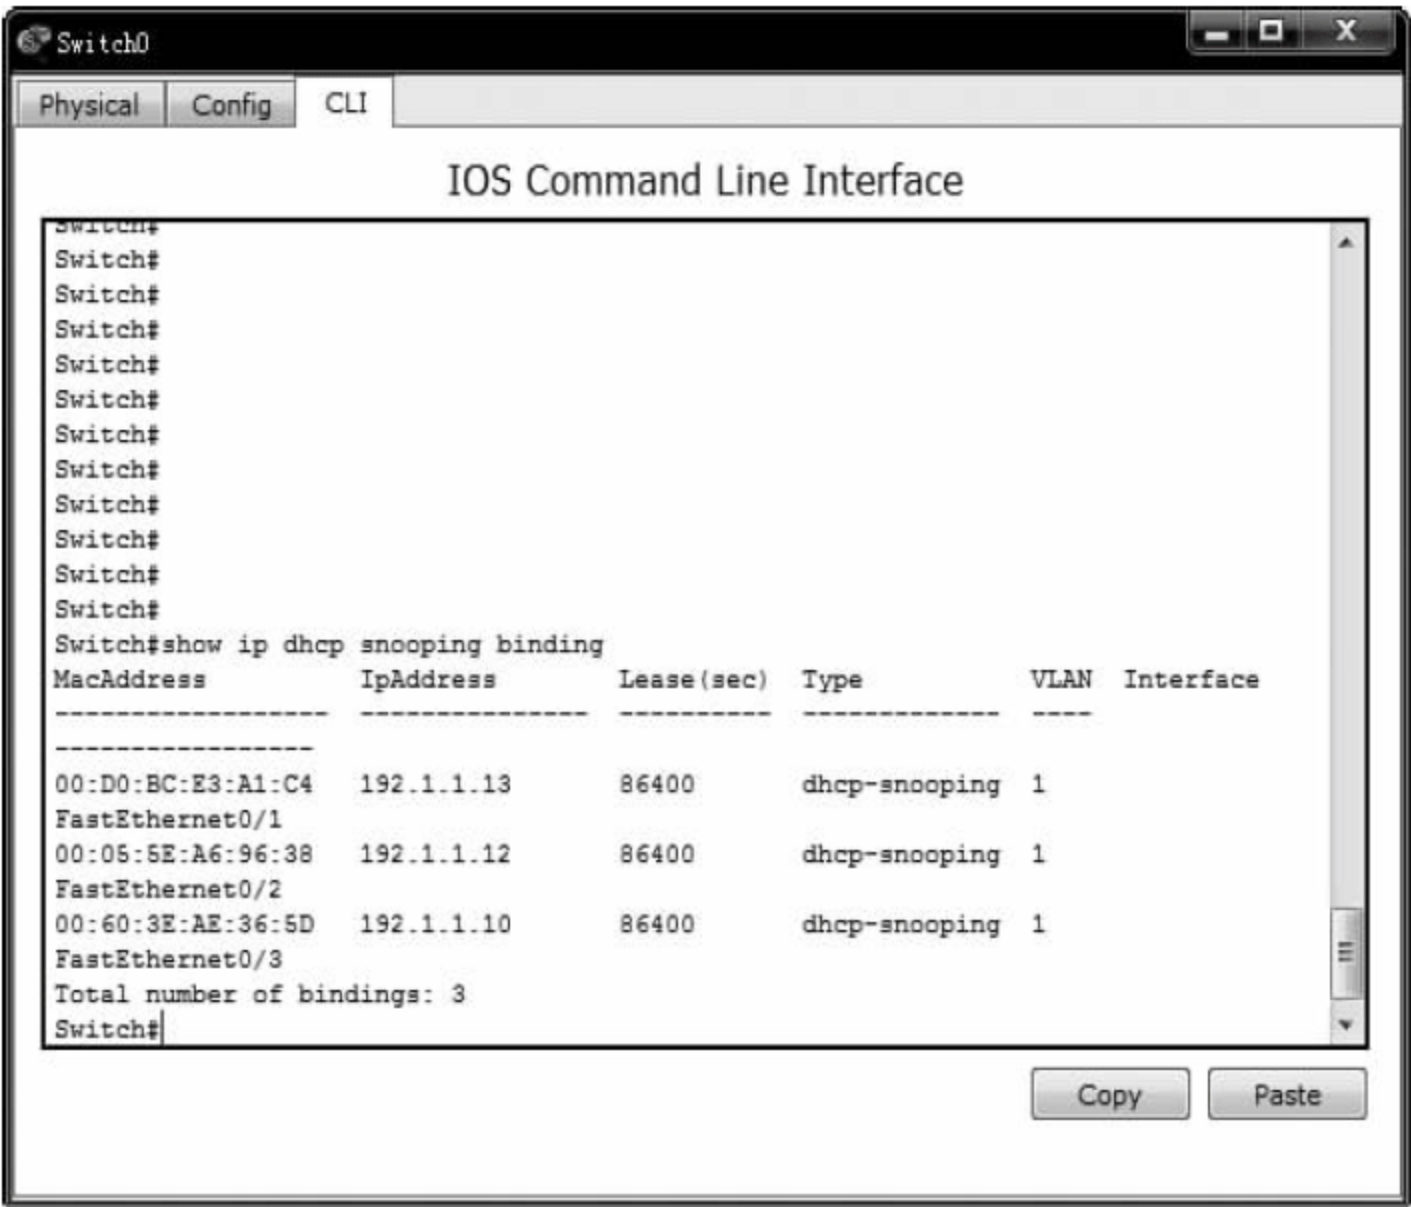 Switch0
Physical Config CLI
IOS Command Line Interface
Switch#
Switch#
Switch#
Switch#
Switch#
Switch#
Switch#
Switch#
Switch#
Switch#
Switch#
Switch#
Switch#show ip dhcp snooping binding
MacAddress IpAddress Lease(sec) Type VLAN Interface
------------------ --------------- ---------- ------------- ----
-----------------
00:D0:BC:E3:A1:C4 192.1.1.13 86400 dhcp-snooping 1
FastEthernet0/1
00:05:5E:A6:96:38 192.1.1.12 86400 dhcp-snooping 1
FastEthernet0/2
00:60:3E:AE:36:5D 192.1.1.10 86400 dhcp-snooping 1
FastEthernet0/3
Total number of bindings: 3
Switch#
Copy Paste